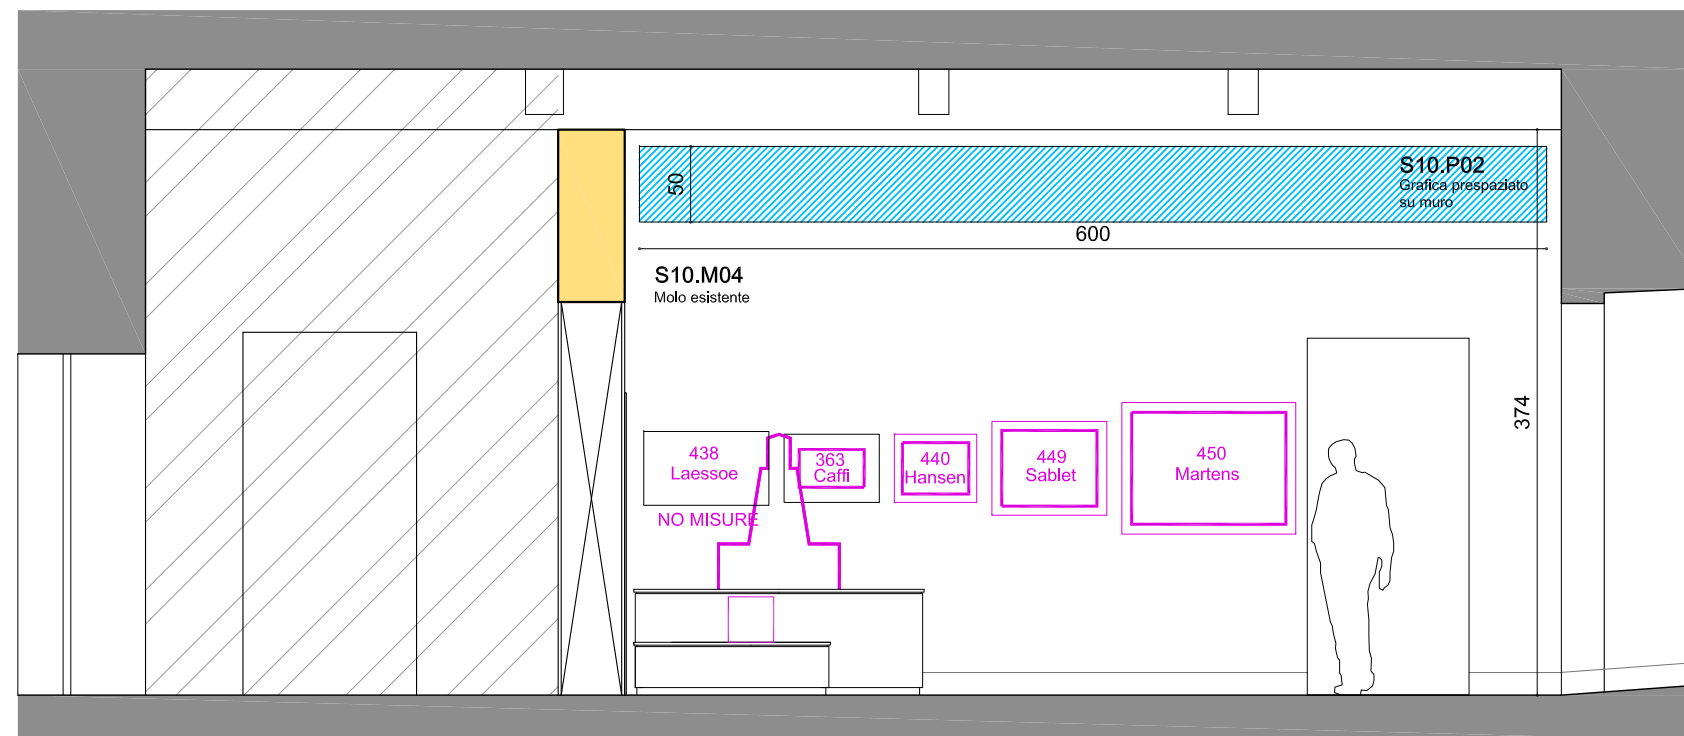 S10.P02
Grafica prespaziato
su muro
50
600
S10.M04
Molo esistente
374
438
Laessoe
NO MISURE
363
Caffi
440
Hansen
449
Sablet
450
Martens